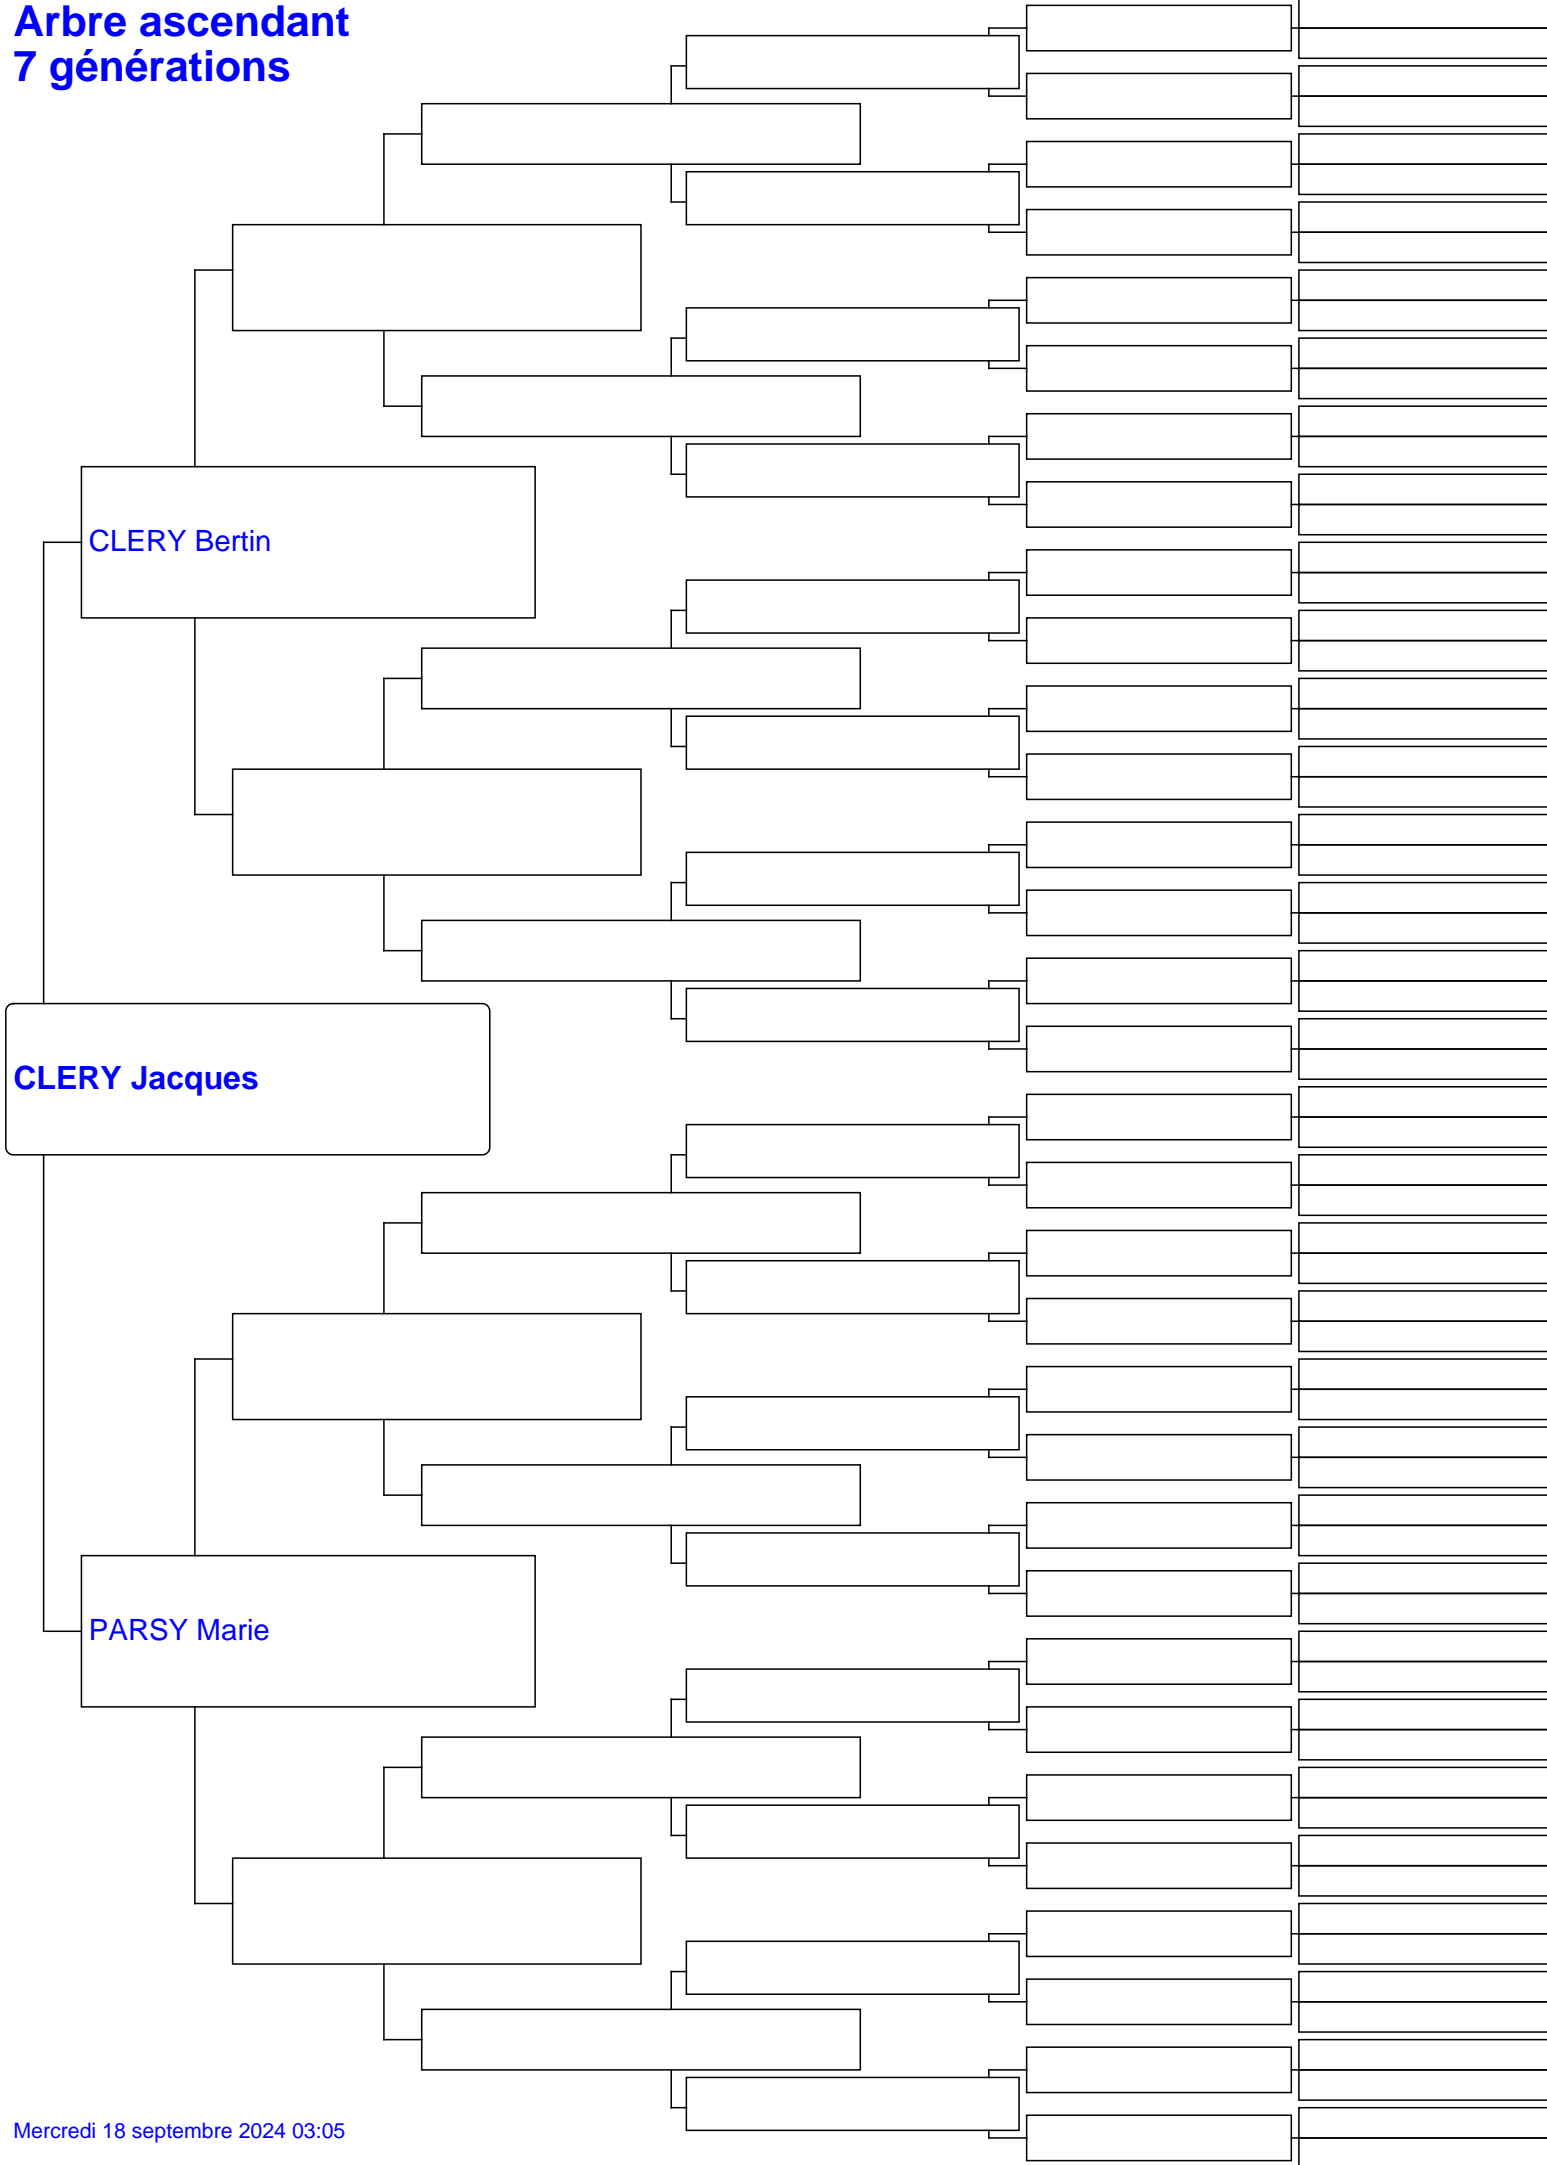 Arbre ascendant
7 générations
CLERY Bertin
CLERY Jacques
PARSY Marie
Mercredi 18 septembre 2024 03:05